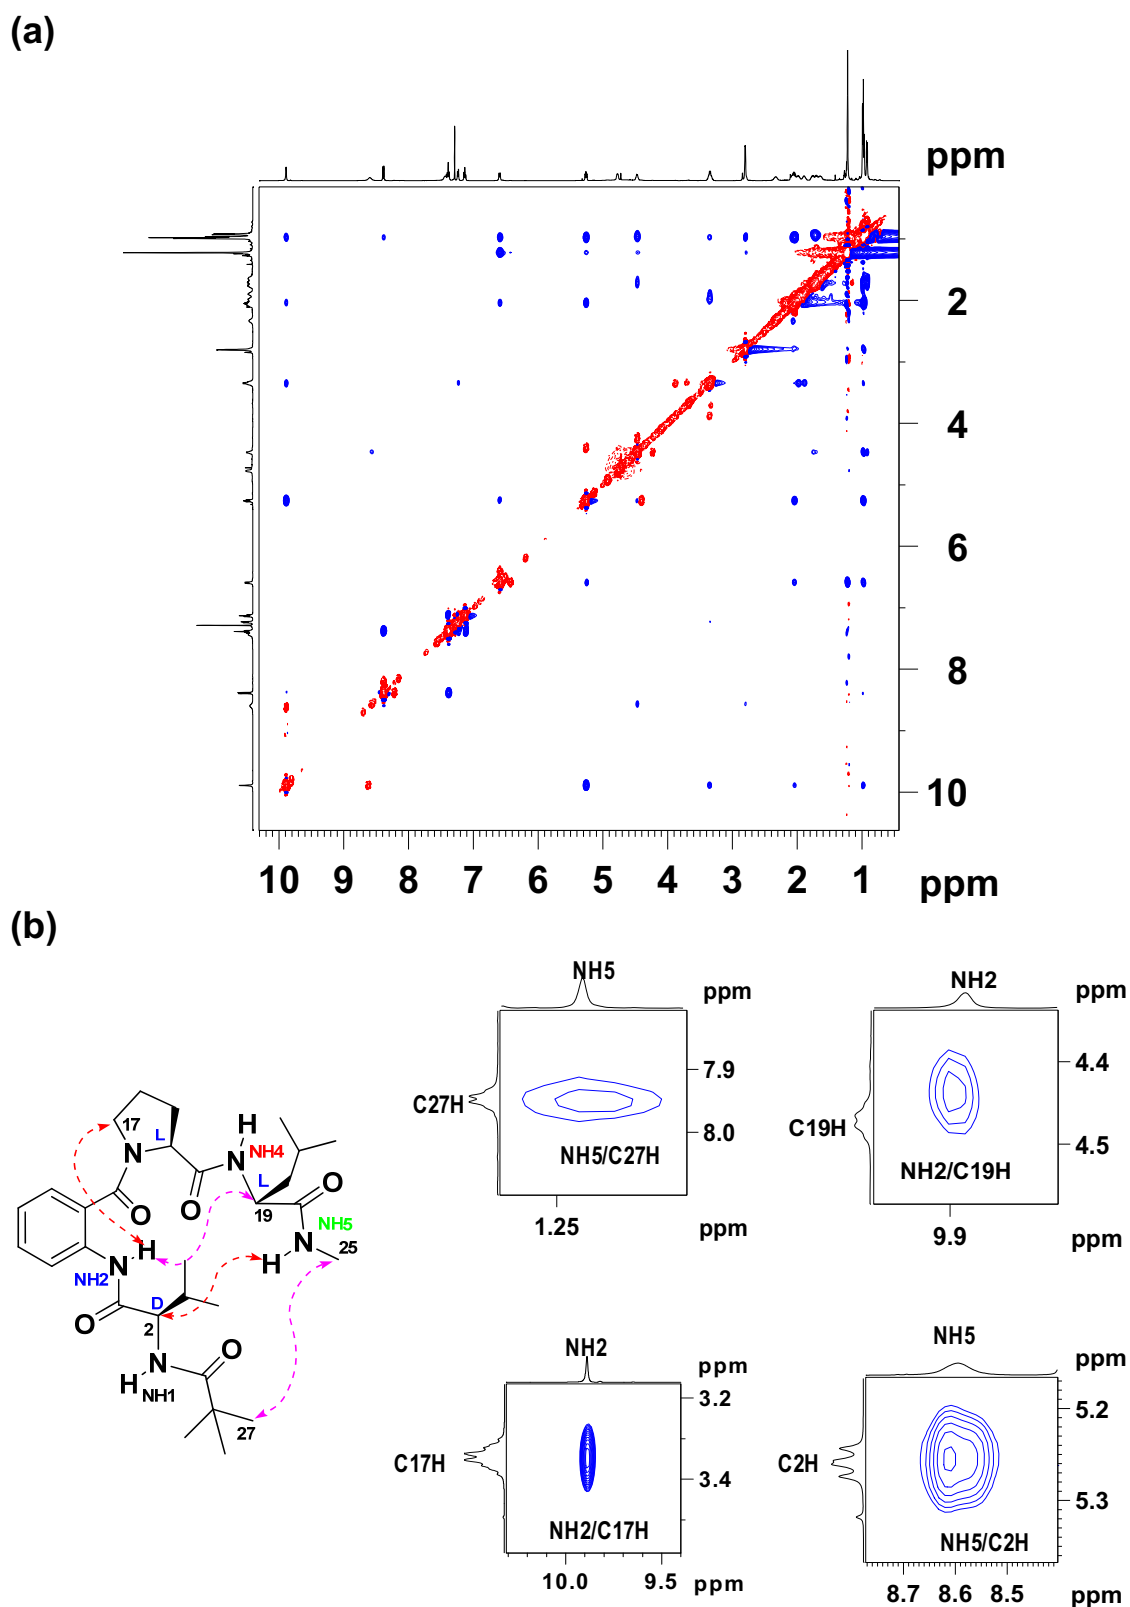 (a)
ppm
2
4
6
8
10
10 9 8 7 6 5 4 3 2 1 ppm
(b)
NH5
ppm
7.9
C27H
8.0
NH5/C27H
1.25
ppm
NH2
ppm
4.4
C19H
4.5
NH2/C19H
9.9
ppm
17
L
N
H
N
NH4
L
O
O
O
19
NH5
N
H
25
H
N
NH2
O
D
2
N
H
NH1
O
27
NH2
ppm
3.2
C17H
3.4
NH2/C17H
10.0 9.5 ppm
NH5
ppm
5.2
C2H
5.3
NH5/C2H
8.7 8.6 8.5 ppm